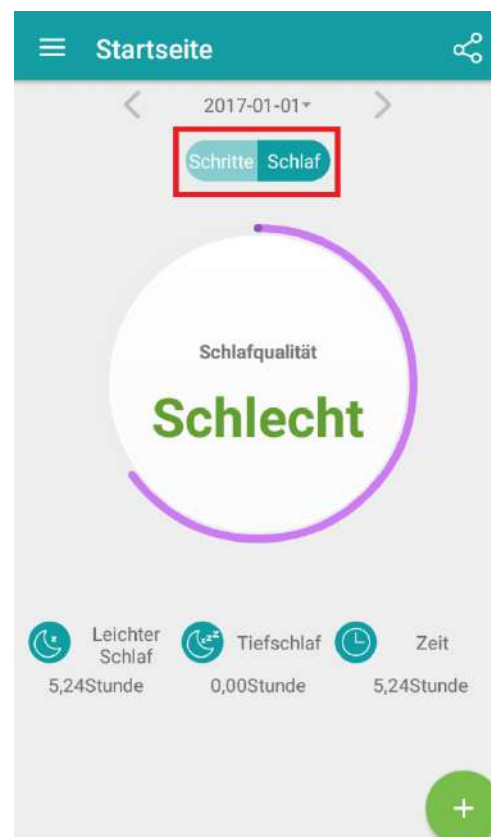 Startseite
2017-01-01
Schritte Schlaf
Schlafqualität
Schlecht
Leichter
Schlaf
Tiefschlaf
Zeit
5,24Stunde 0,00Stunde 5,24Stunde